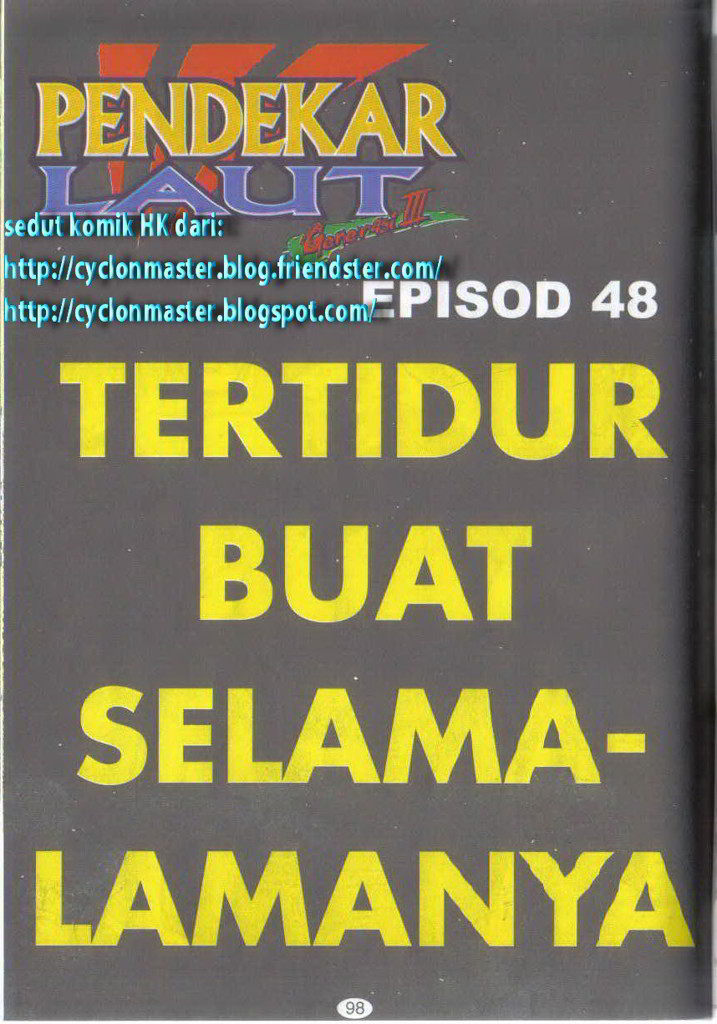 PENDEKAR
LAUT
Generasi III
sedut komik HK dari:
http://cyclonmaster.blog.friendster.com/
http://cyclonmaster.blogspot.com/
EPISOD 48
TERTIDUR
BUAT
SELAMA-
LAMANYA
98